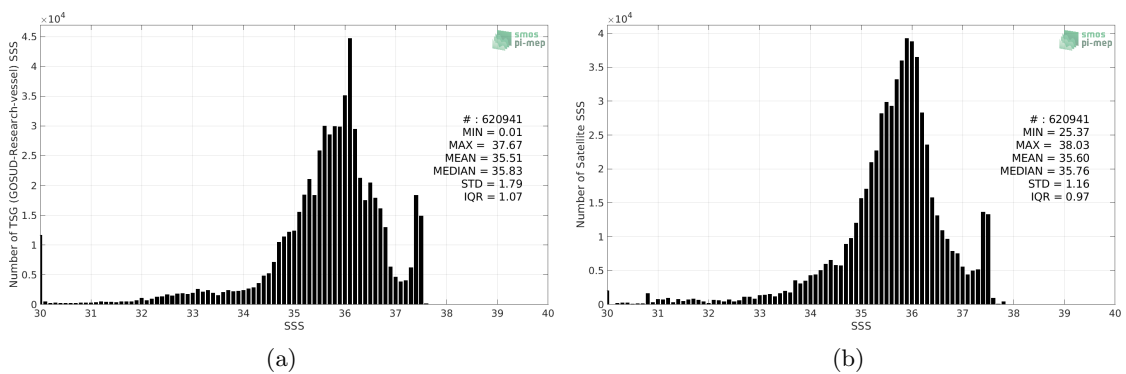 ×10⁴
4.5
4
3.5
3
2.5
2
1.5
1
0.5
0
Number of TSG (GOSUD-Research-vessel) SSS
smos
pi-mep
# : 620941
MIN = 0.01
MAX = 37.67
MEAN = 35.51
MEDIAN = 35.83
STD = 1.79
IQR = 1.07
30 31 32 33 34 35 36 37 38 39 40
SSS
(a)
×10⁴
4
3.5
3
2.5
2
1.5
1
0.5
0
Number of Satellite SSS
smos
pi-mep
# : 620941
MIN = 25.37
MAX = 38.03
MEAN = 35.60
MEDIAN = 35.76
STD = 1.16
IQR = 0.97
30 31 32 33 34 35 36 37 38 39 40
SSS
(b)